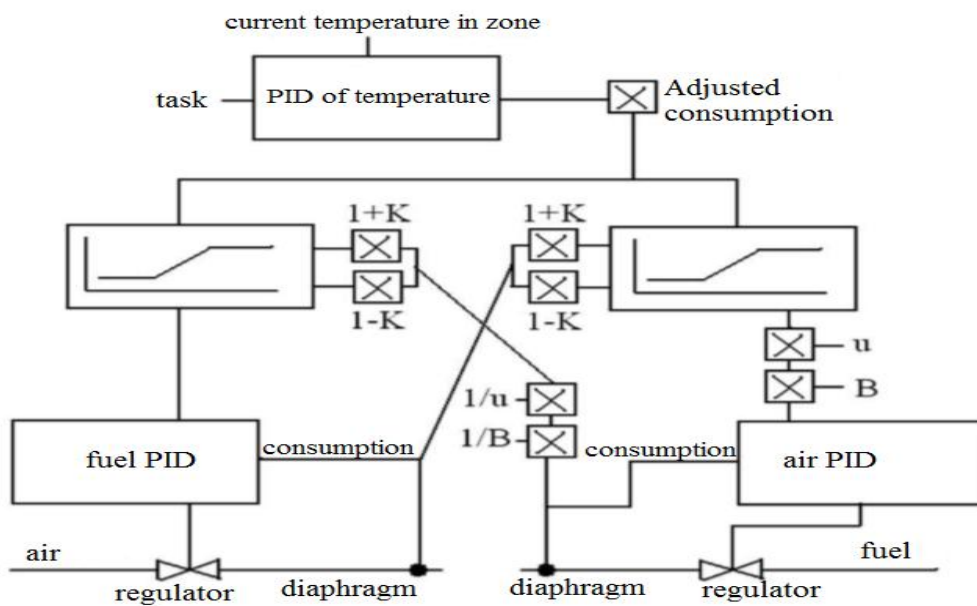 current temperature in zone
task
PID of temperature
Adjusted
consumption
1+K
1+K
1-K
1-K
u
B
1/u
1/B
fuel PID
consumption
consumption
air PID
air
fuel
regulator
diaphragm
diaphragm
regulator